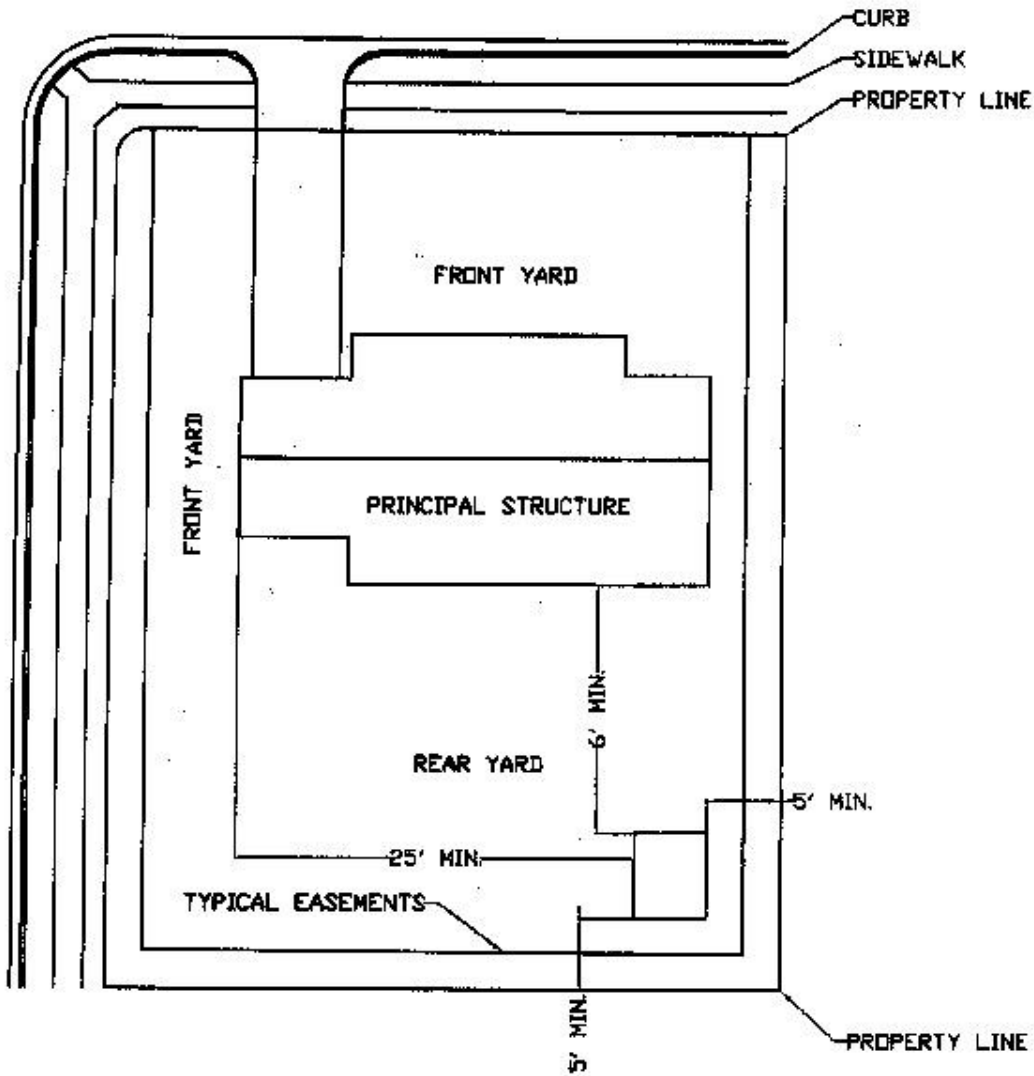 CURB
SIDEWALK
PROPERTY LINE
FRONT YARD
FRONT YARD
PRINCIPAL STRUCTURE
6' MIN.
REAR YARD
5' MIN.
25' MIN.
TYPICAL EASEMENTS
5' MIN.
PROPERTY LINE